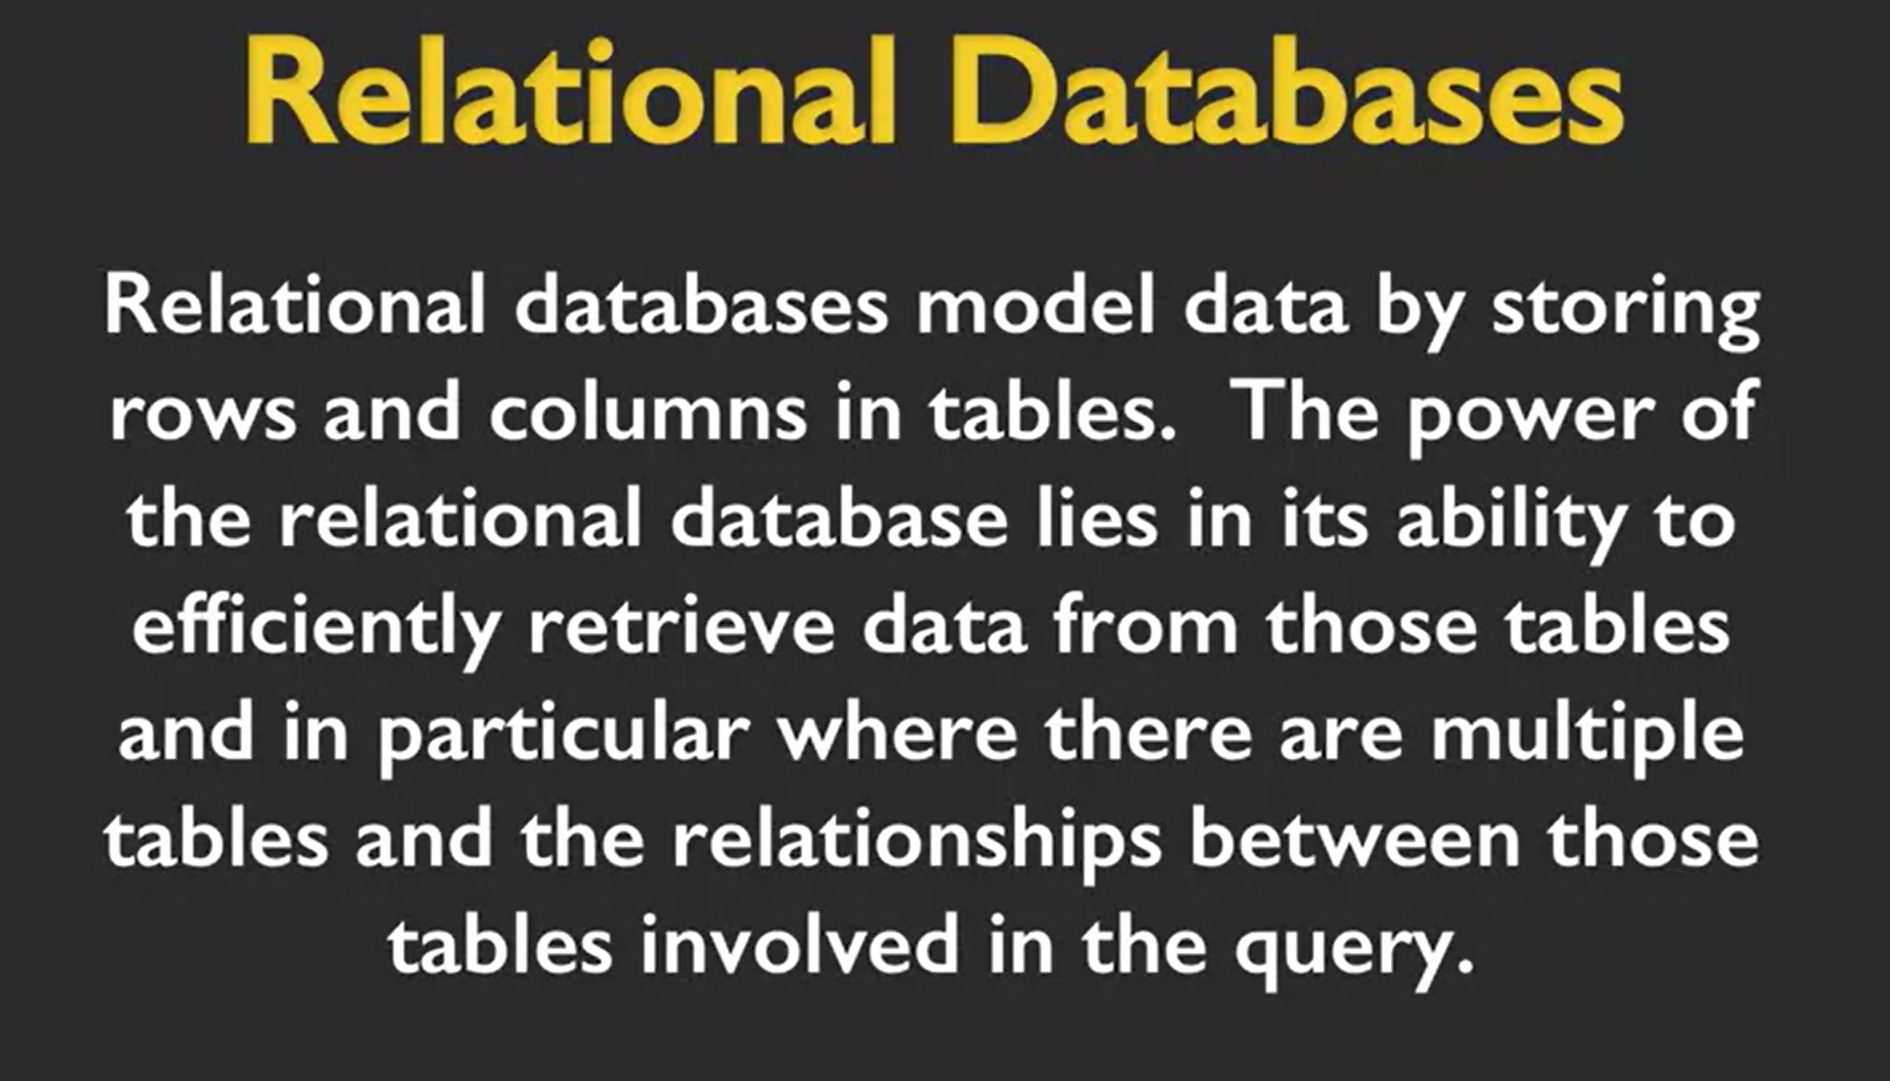 Relational Databases
Relational databases model data by storing
rows and columns in tables.  The power of
the relational database lies in its ability to
efficiently retrieve data from those tables
and in particular where there are multiple
tables and the relationships between those
tables involved in the query.